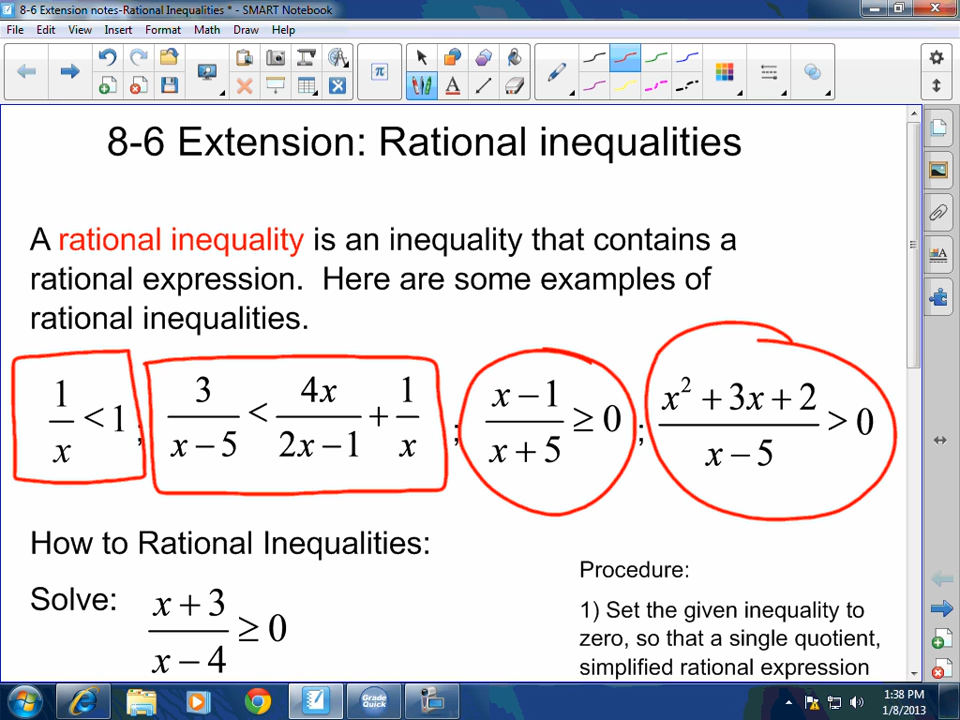 8-6 Extension notes-Rational Inequalities * - SMART Notebook
File Edit View Insert Format Math Draw Help
π
A
8-6 Extension: Rational inequalities
A rational inequality is an inequality that contains a
rational expression.  Here are some examples of
rational inequalities.
1/x < 1 ; 3/(x − 5) < 4x/(2x − 1) + 1/x ; (x − 1)/(x + 5) ≥ 0 ; (x² + 3x + 2)/(x − 5) > 0
How to Rational Inequalities:
Solve: (x + 3)/(x − 4) ≥ 0
Procedure:
1) Set the given inequality to
zero, so that a single quotient,
simplified rational expression
Grade
Quick
1:38 PM
1/8/2013